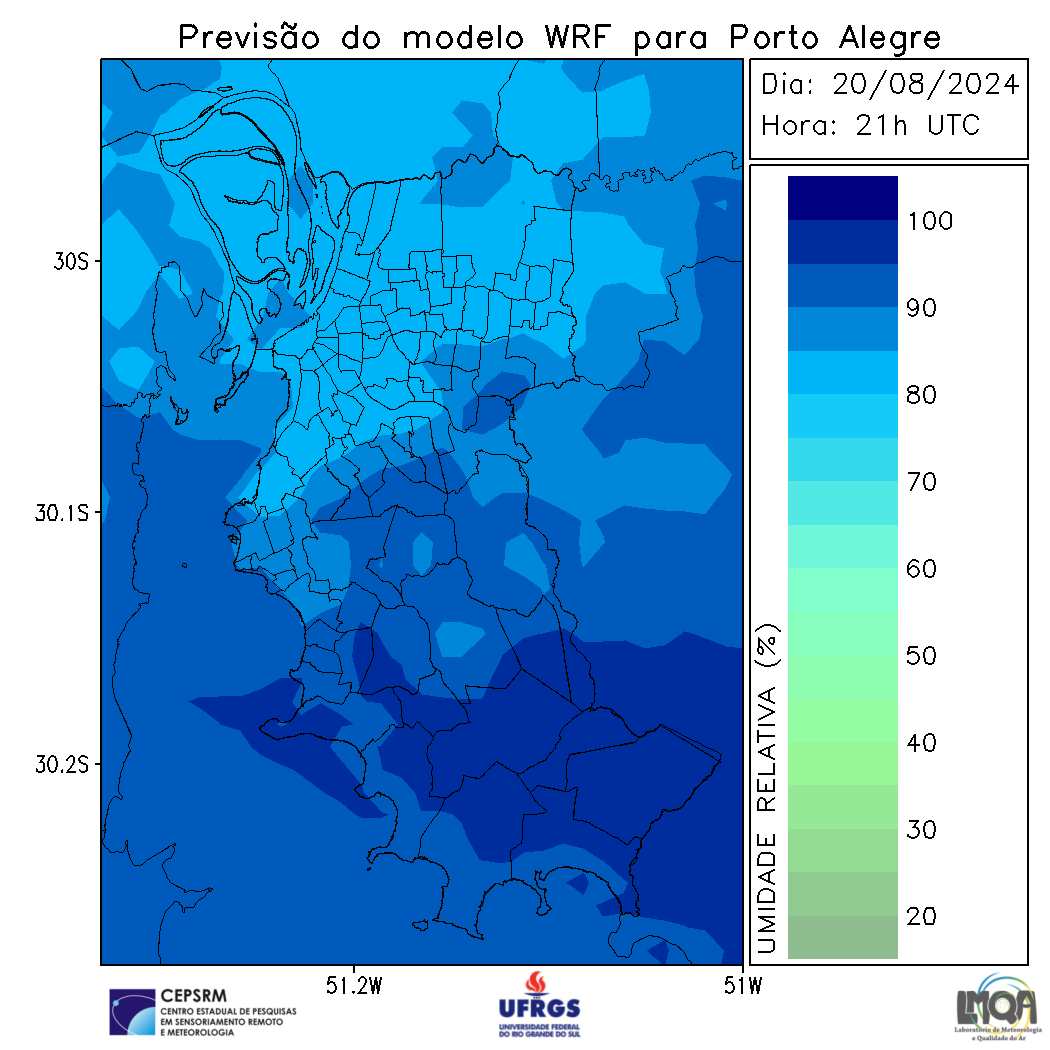 Previsão do modelo WRF para Porto Alegre
Dia: 20/08/2024
Hora: 21h UTC
30S
30.1S
30.2S
51.2W
51W
UMIDADE RELATIVA (%)
100
90
80
70
60
50
40
30
20
CEPSRM
CENTRO ESTADUAL DE PESQUISAS
EM SENSORIAMENTO REMOTO
E METEOROLOGIA
UFRGS
UNIVERSIDADE FEDERAL
DO RIO GRANDE DO SUL
LMQA
Laboratório de Meteorologia
e Qualidade do Ar